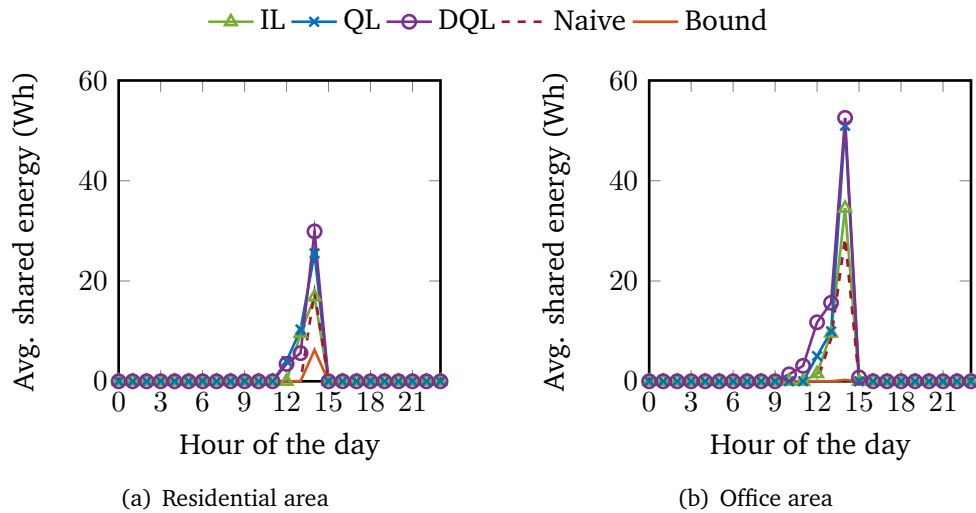 IL QL DQL Naive Bound
Avg. shared energy (Wh)
60
40
20
0
0 3 6 9 12 15 18 21
Hour of the day
(a) Residential area
Avg. shared energy (Wh)
60
40
20
0
0 3 6 9 12 15 18 21
Hour of the day
(b) Office area